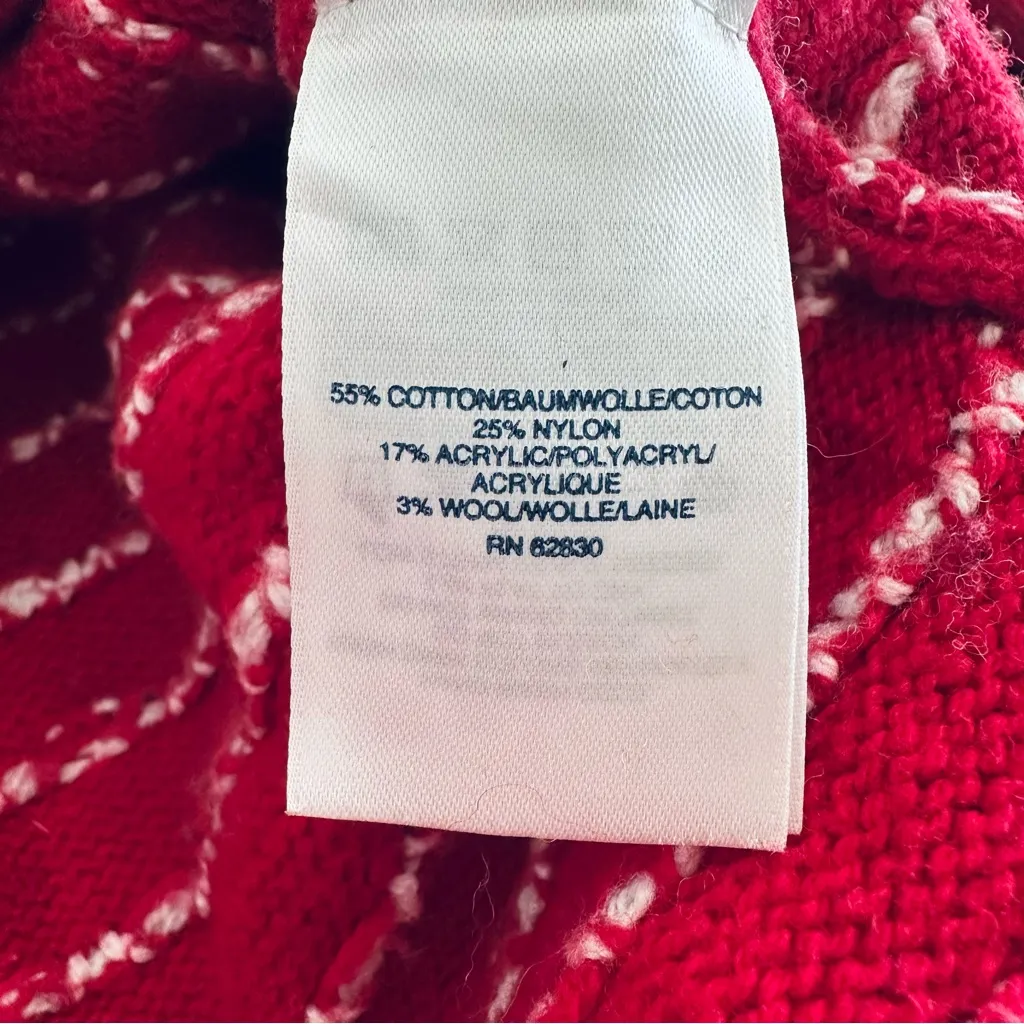 55% COTTON/BAUMWOLLE/COTON
25% NYLON
17% ACRYLIC/POLYACRYL/
ACRYLIQUE
3% WOOL/WOLLE/LAINE
RN 62830